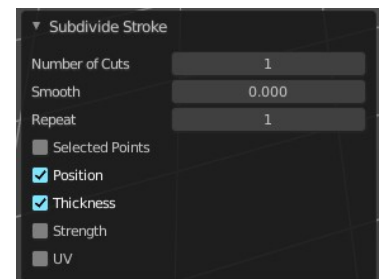 Subdivide Stroke
Number of Cuts 1
Smooth 0.000
Repeat 1
Selected Points
Position
Thickness
Strength
UV